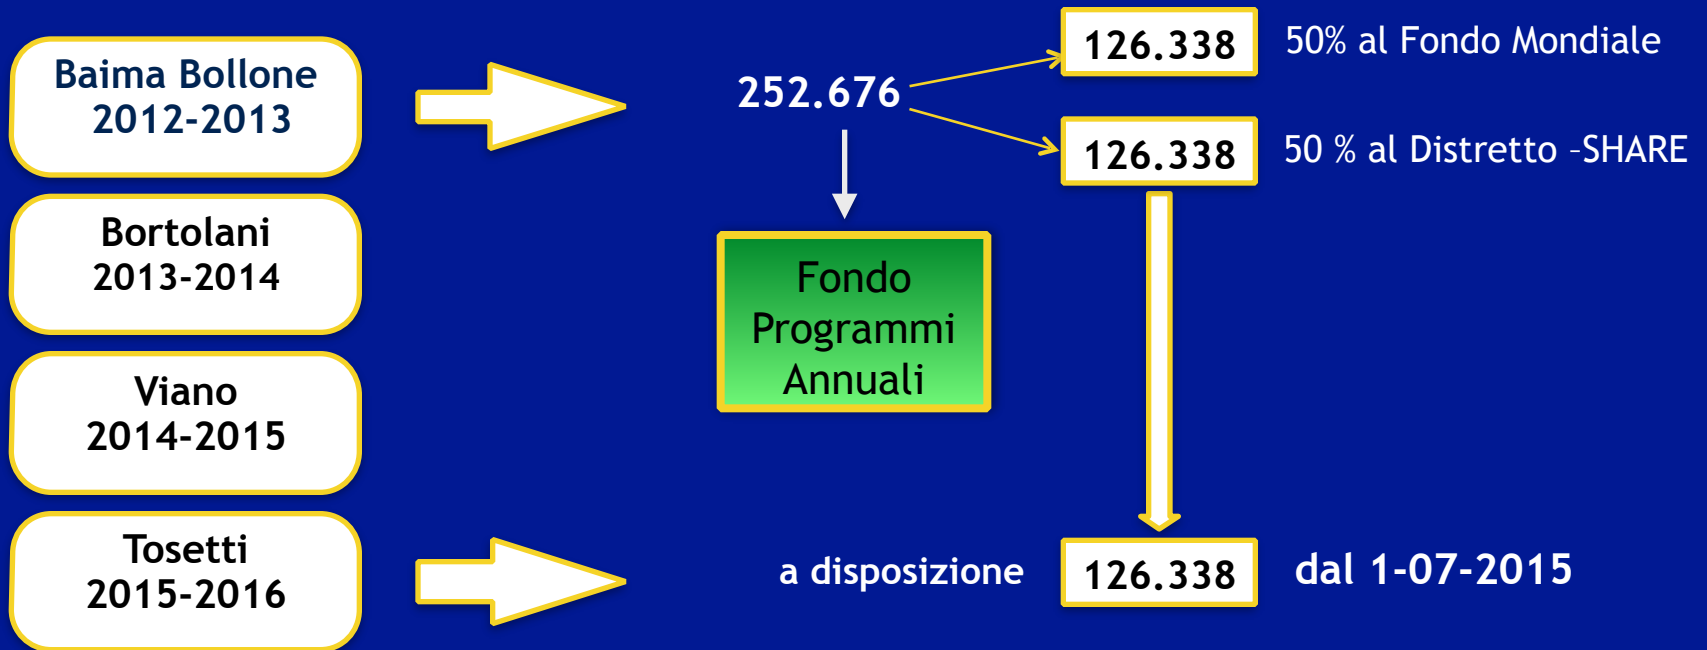 Baima Bollone
2012-2013
252.676
126.338
50% al Fondo Mondiale
126.338
50 % al Distretto –SHARE
Bortolani
2013-2014
Fondo
Programmi
Annuali
Viano
2014-2015
Tosetti
2015-2016
a disposizione
126.338
dal 1-07-2015